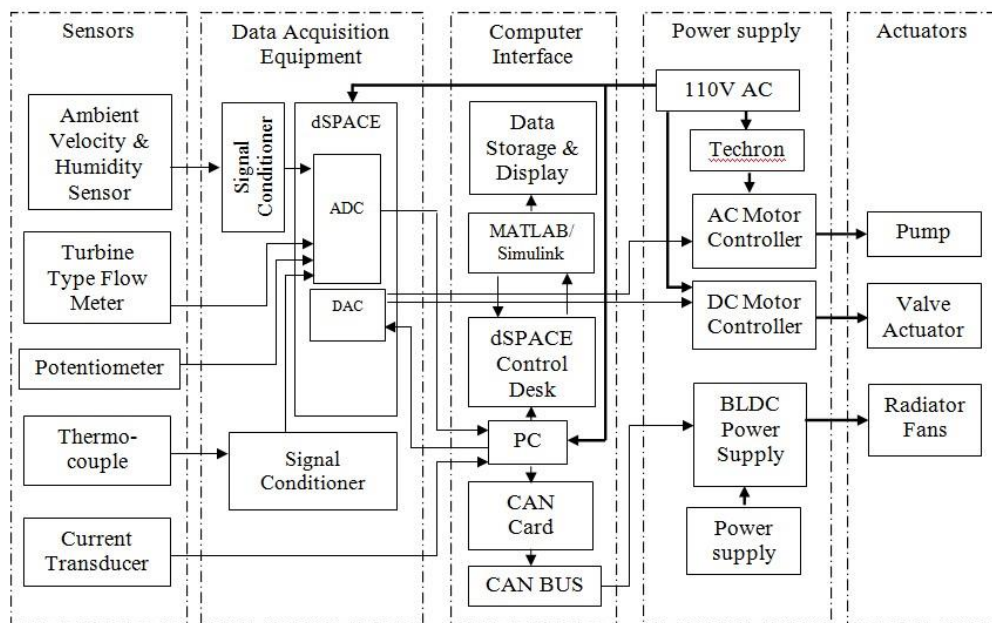 Sensors
Ambient
Velocity &
Humidity
Sensor
Turbine
Type Flow
Meter
Potentiometer
Thermo-
couple
Current
Transducer
Data Acquisition
Equipment
Signal
Conditioner
dSPACE
ADC
DAC
Signal
Conditioner
Computer
Interface
Data
Storage &
Display
MATLAB/
Simulink
dSPACE
Control
Desk
PC
CAN
Card
CAN BUS
Power supply
110V AC
Techron
AC Motor
Controller
DC Motor
Controller
BLDC
Power
Supply
Power
supply
Actuators
Pump
Valve
Actuator
Radiator
Fans